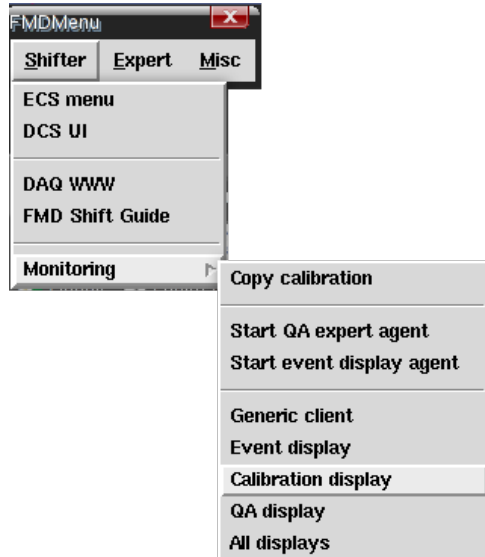 FMDMenu
Shifter Expert Misc
ECS menu
DCS UI
DAQ WWW
FMD Shift Guide
Monitoring
Copy calibration
Start QA expert agent
Start event display agent
Generic client
Event display
Calibration display
QA display
All displays